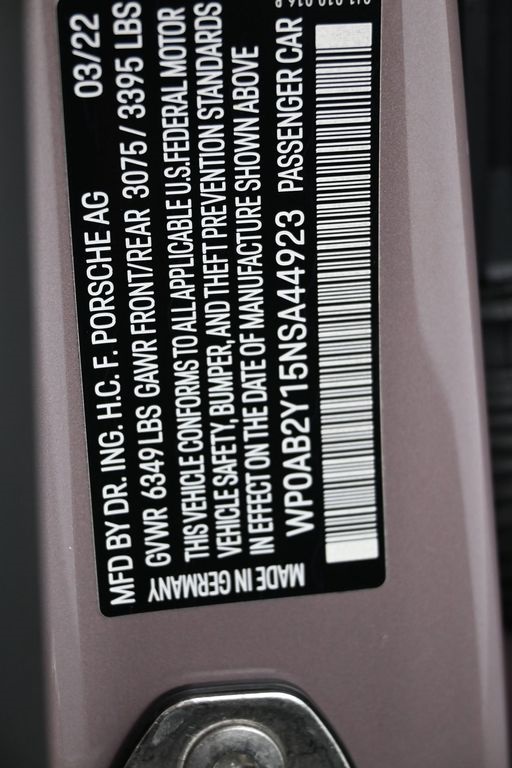 MFD BY DR. ING. H.C. F. PORSCHE AG 03/22
GVWR 6349 LBS GAWR FRONT/REAR 3075 / 3395 LBS
THIS VEHICLE CONFORMS TO ALL APPLICABLE U.S.FEDERAL MOTOR
VEHICLE SAFETY, BUMPER, AND THEFT PREVENTION STANDARDS
IN EFFECT ON THE DATE OF MANUFACTURE SHOWN ABOVE
WP0AB2Y15NSA44923 PASSENGER CAR
MADE IN GERMANY